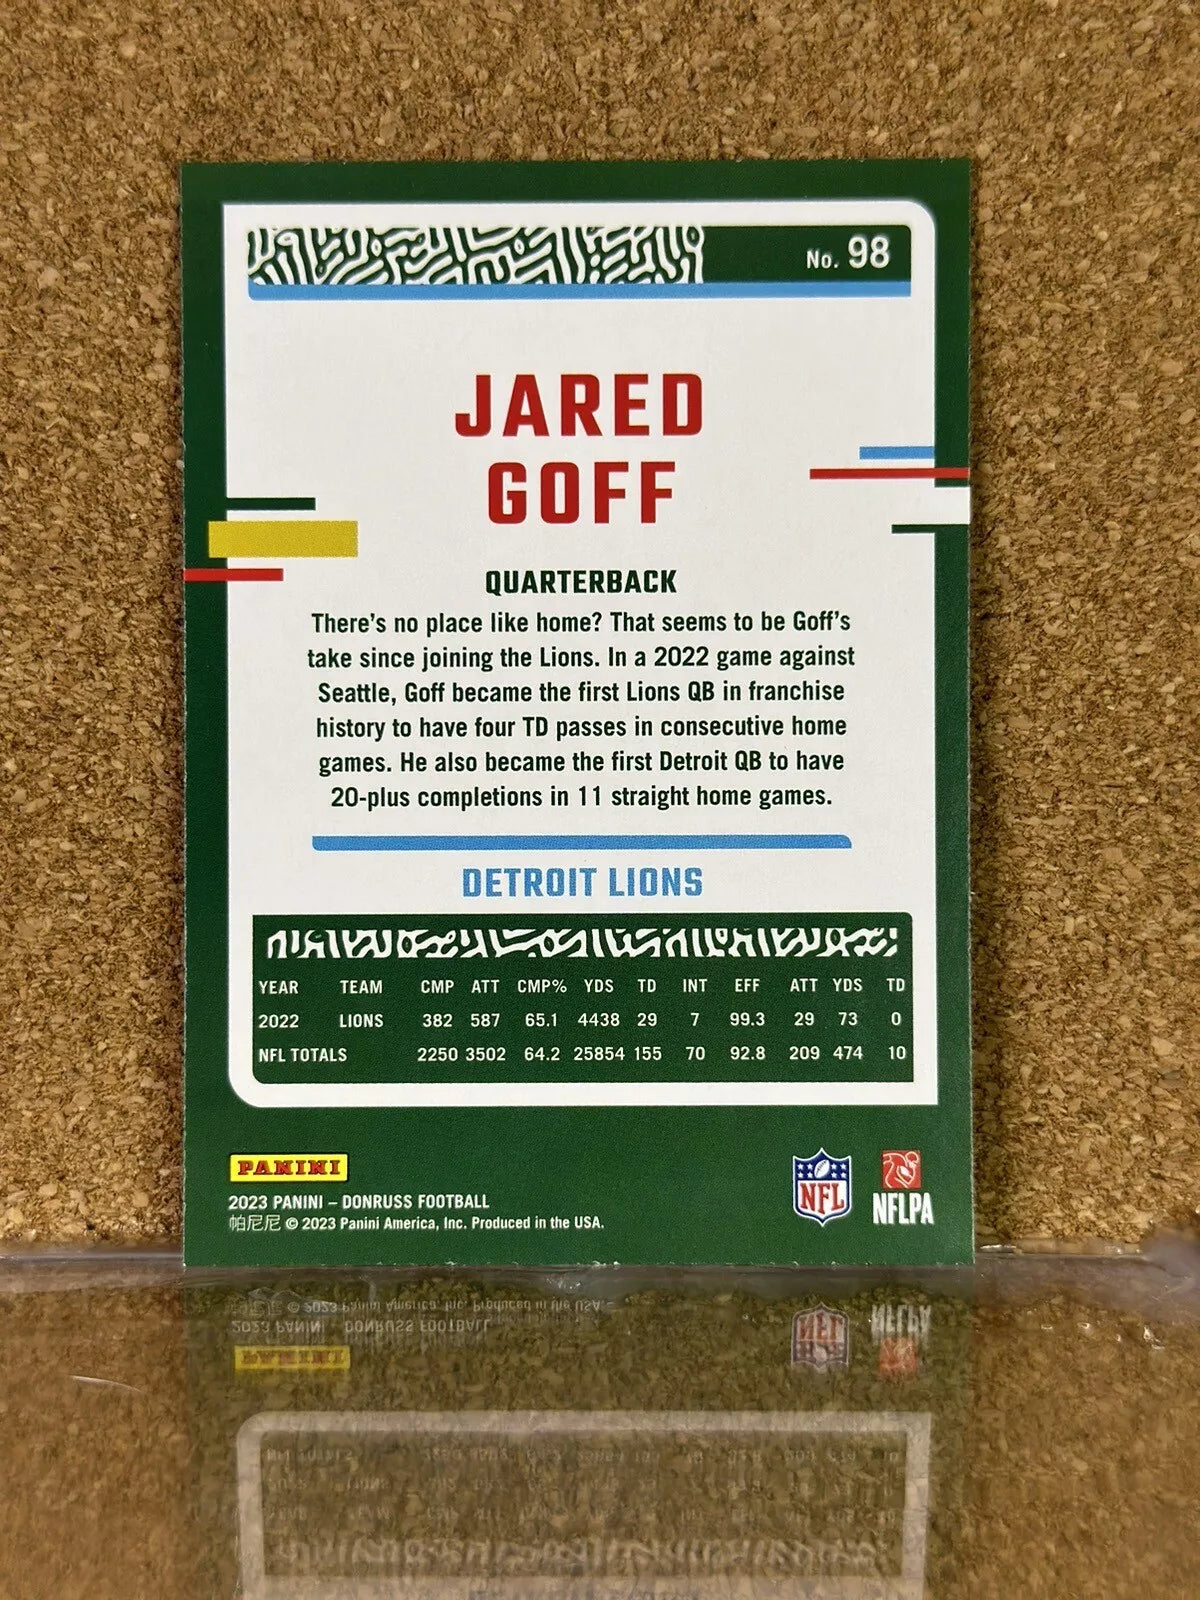 No. 98
JARED
GOFF
QUARTERBACK
There's no place like home? That seems to be Goff's
take since joining the Lions. In a 2022 game against
Seattle, Goff became the first Lions QB in franchise
history to have four TD passes in consecutive home
games. He also became the first Detroit QB to have
20-plus completions in 11 straight home games.
DETROIT LIONS
YEAR TEAM CMP ATT CMP% YDS TD INT EFF ATT YDS TD
2022 LIONS 382 587 65.1 4438 29 7 99.3 29 73 0
NFL TOTALS 2250 3502 64.2 25854 155 70 92.8 209 474 10
PANINI
2023 PANINI – DONRUSS FOOTBALL
帕尼尼 © 2023 Panini America, Inc. Produced in the USA.
NFL
NFLPA